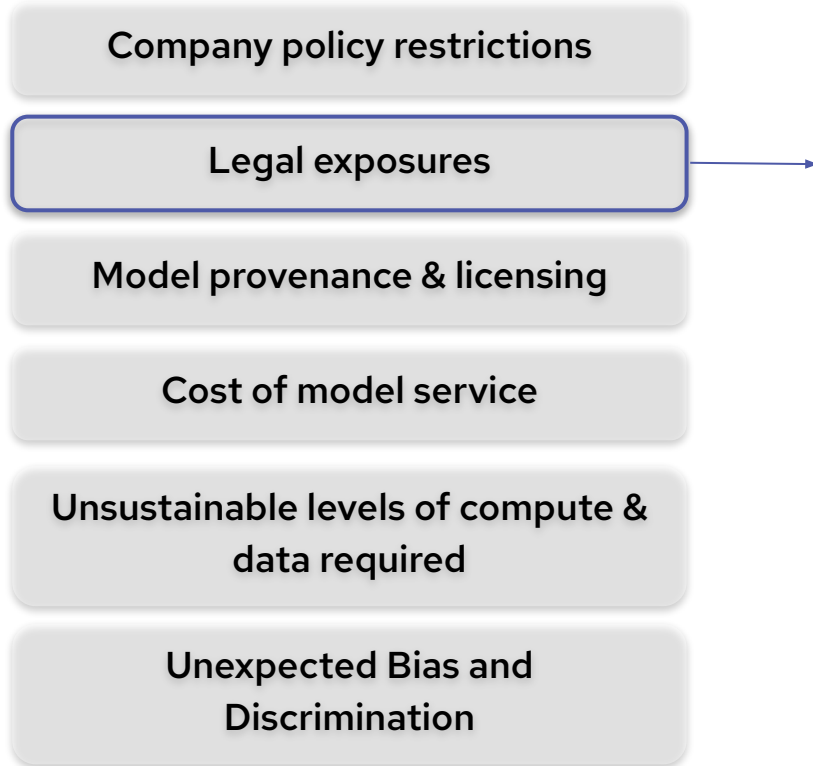 Company policy restrictions
Legal exposures
Model provenance & licensing
Cost of model service
Unsustainable levels of compute &
data required
Unexpected Bias and
Discrimination